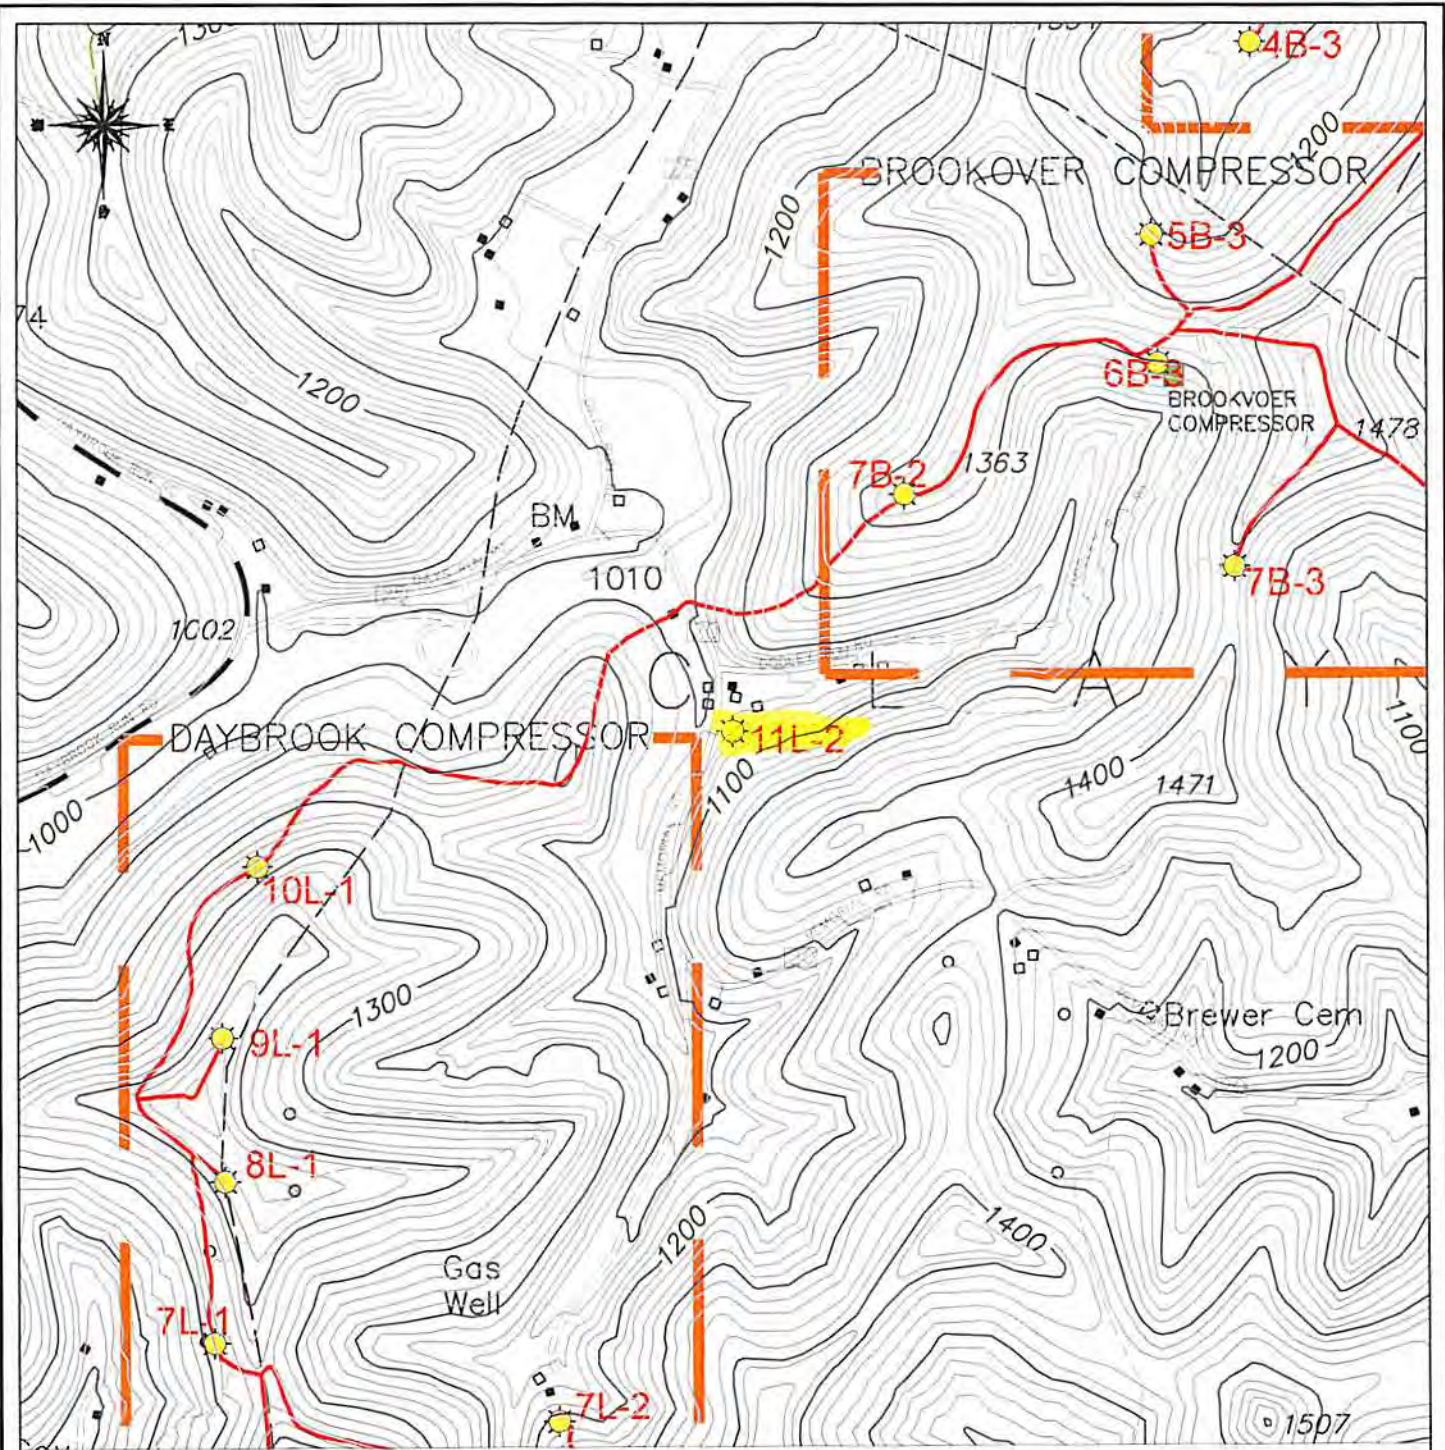 N
4B-3
1200
BROOKOVER COMPRESSOR
1200
5B-3
74
1200
6B-3
BROOKVOER
COMPRESSOR
1478
7B-2
1363
BM
7B-3
1010
1002
L
A
Y
1100
DAYBROOK COMPRESSOR
11L-2
1100
1400
1471
1000
10L-1
1300
9L-1
Brewer Cem
1200
8L-1
1200
1400
Gas
Well
7L-1
7L-2
1507